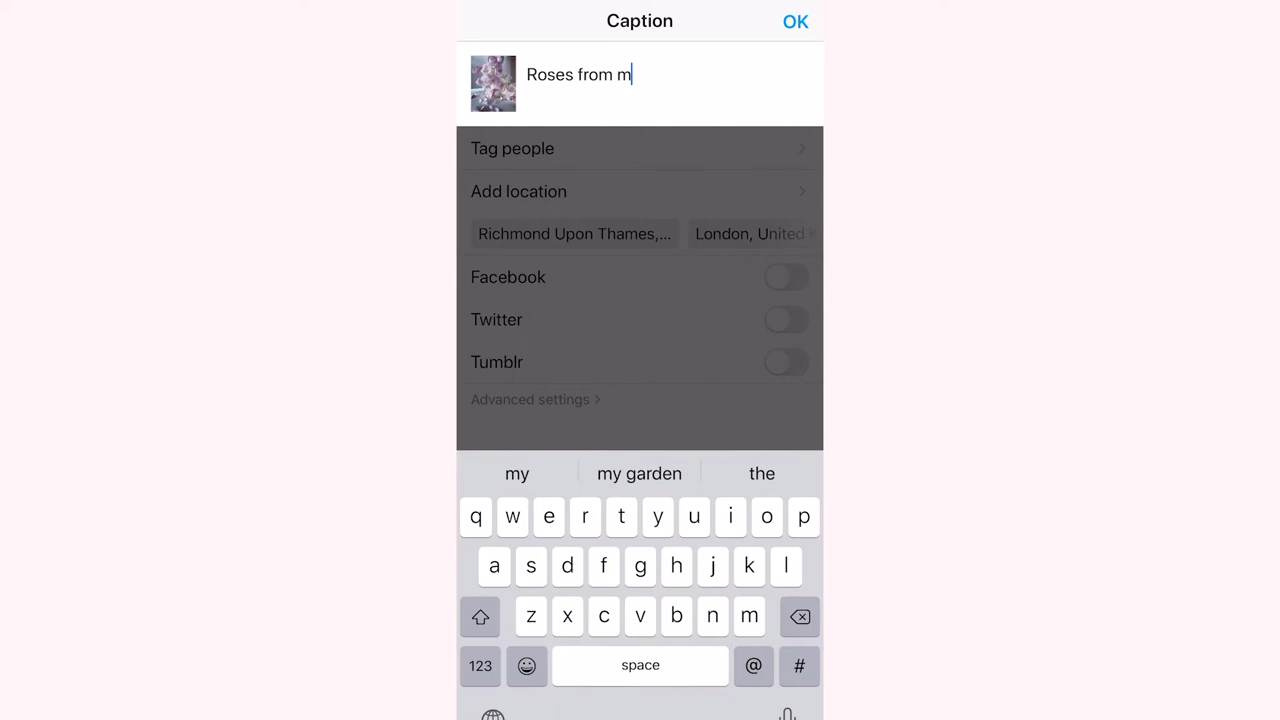 Caption OK
Roses from m
Tag people
Add location
Richmond Upon Thames,... London, United
Facebook
Twitter
Tumblr
Advanced settings
my my garden the
q w e r t y u i o p
a s d f g h j k l
z x c v b n m
123 space @ #